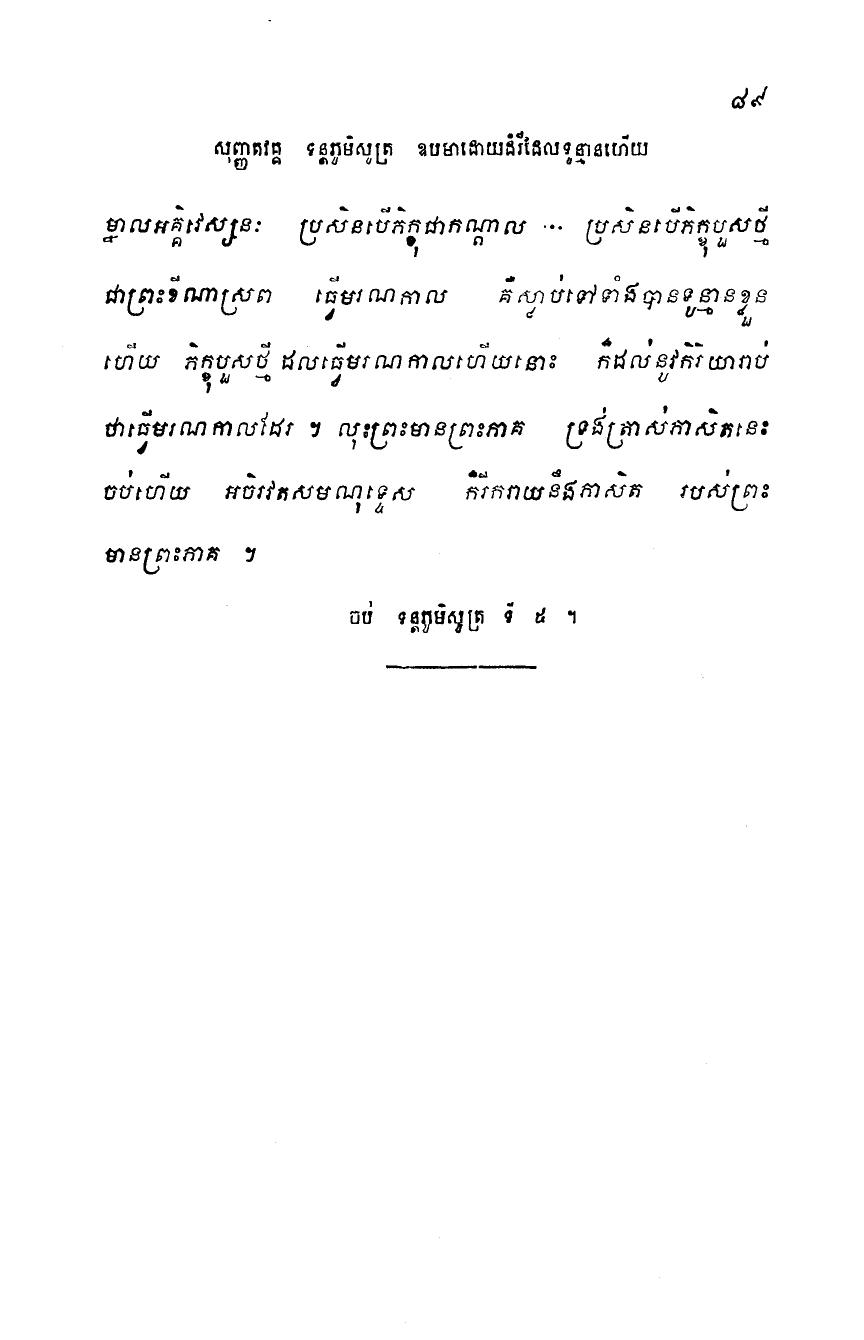 ៨៩
សុញ្ញតវគ្គ ទន្តភូមិសូត្រ ឧបមាដោយដំរីដែលទូន្មានហើយ
ម្នាលអគ្គិវេស្សនៈ ប្រសិនបើភិក្ខុជាកណ្តាល ... ប្រសិនបើភិក្ខុបួសថ្មី
ជាព្រះខីណាស្រព ធ្វើមរណកាល គឺស្លាប់ទៅទាំងបានទូន្មានខ្លួន
ហើយ ភិក្ខុបួសថ្មី ដលធ្វើមរណកាលហើយនោះ ក៏ដល់នូវកិរិយារាប់
ថាធ្វើមរណកាលដែរ ។ លុះព្រះមានព្រះភាគ ទ្រង់ត្រាស់ភាសិតនេះ
ចប់ហើយ អចិរវតសមណុទ្ទេស ក៏រីករាយនឹងភាសិត របស់ព្រះ
មានព្រះភាគ ។
ចប់ ទន្តភូមិសូត្រ ទី ៥ ។